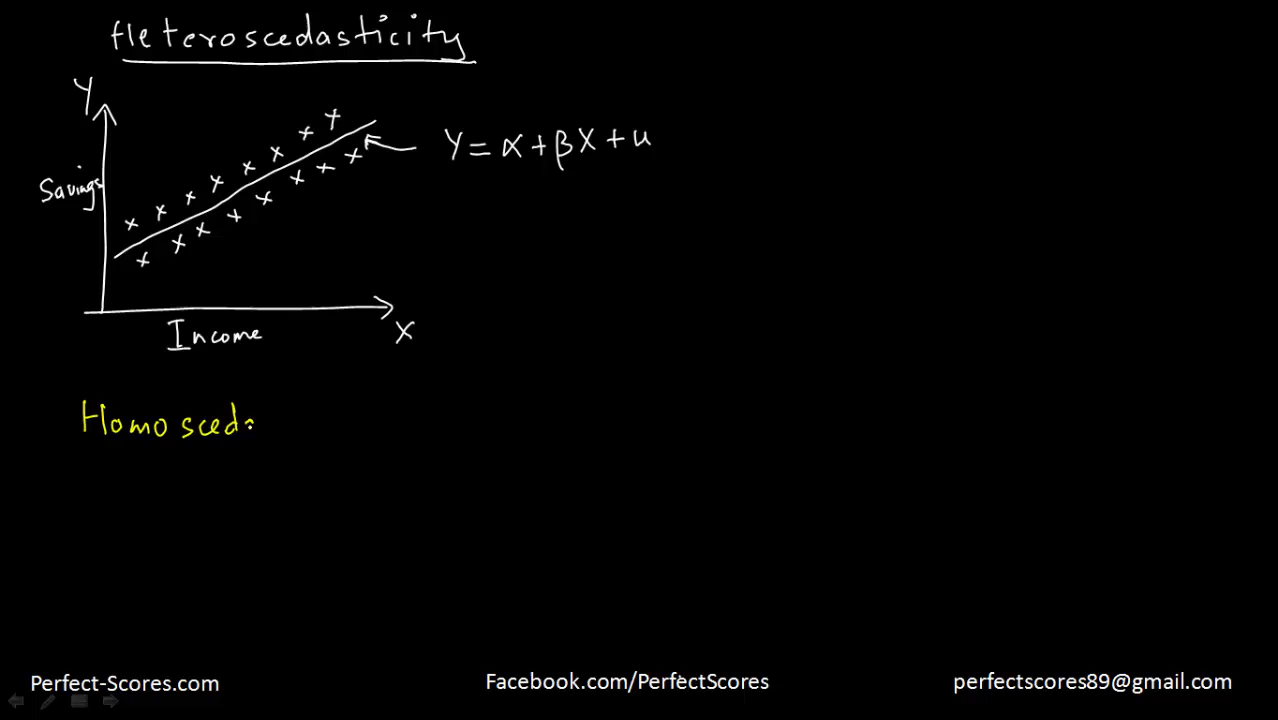 Heteroscedasticity
Y
Savings
Y = α + βX + u
Income
X
Homosced
Perfect-Scores.com
Facebook.com/PerfectScores
perfectscores89@gmail.com